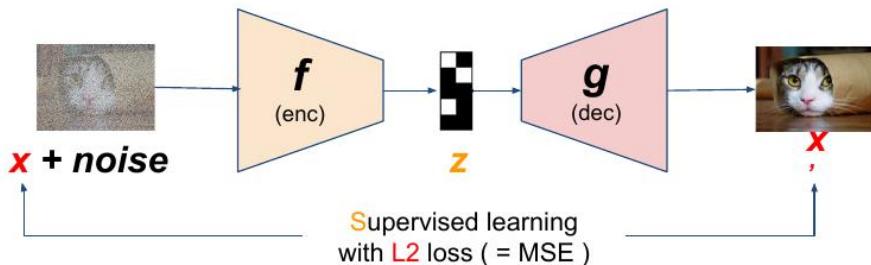 f
(enc)
g
(dec)
x + noise
z
x
,
Supervised learning
with L2 loss ( = MSE )